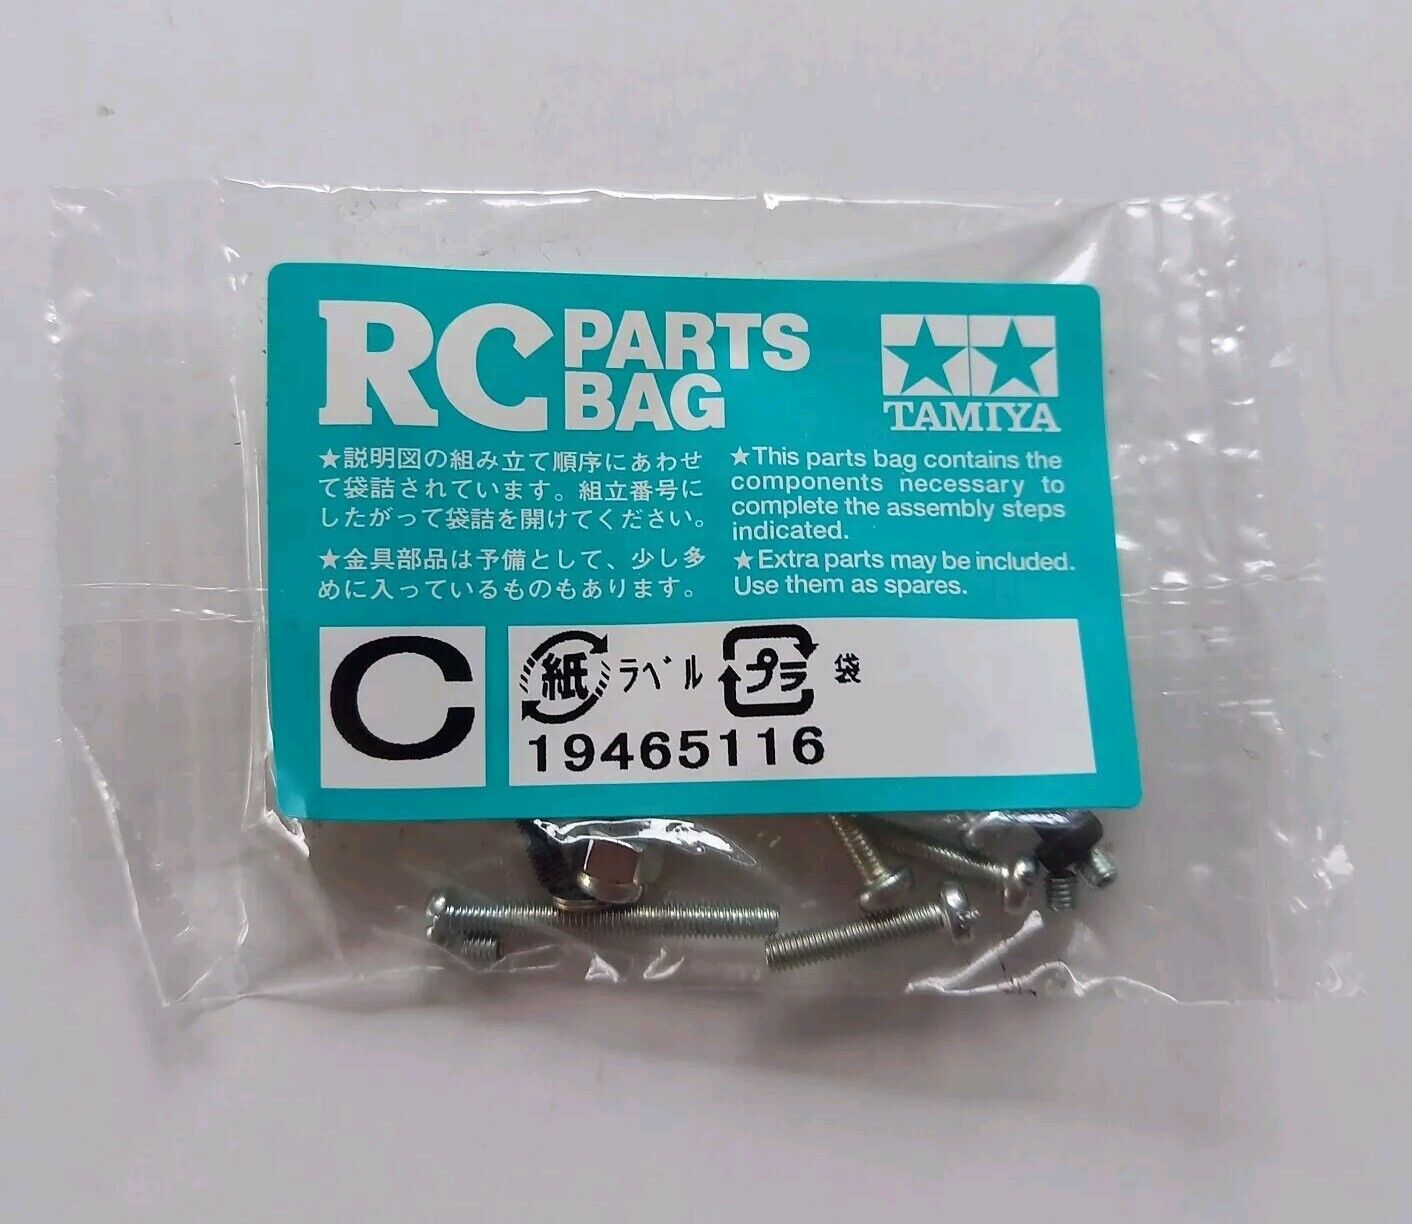 RC PARTS BAG
TAMIYA
★説明図の組み立て順序にあわせ
て袋詰されています。組立番号に
したがって袋詰を開けてください。
★金具部品は予備として、少し多
めに入っているものもあります。
★This parts bag contains the
components necessary to
complete the assembly steps
indicated.
★Extra parts may be included.
Use them as spares.
C
紙 ラベル プラ 袋
19465116